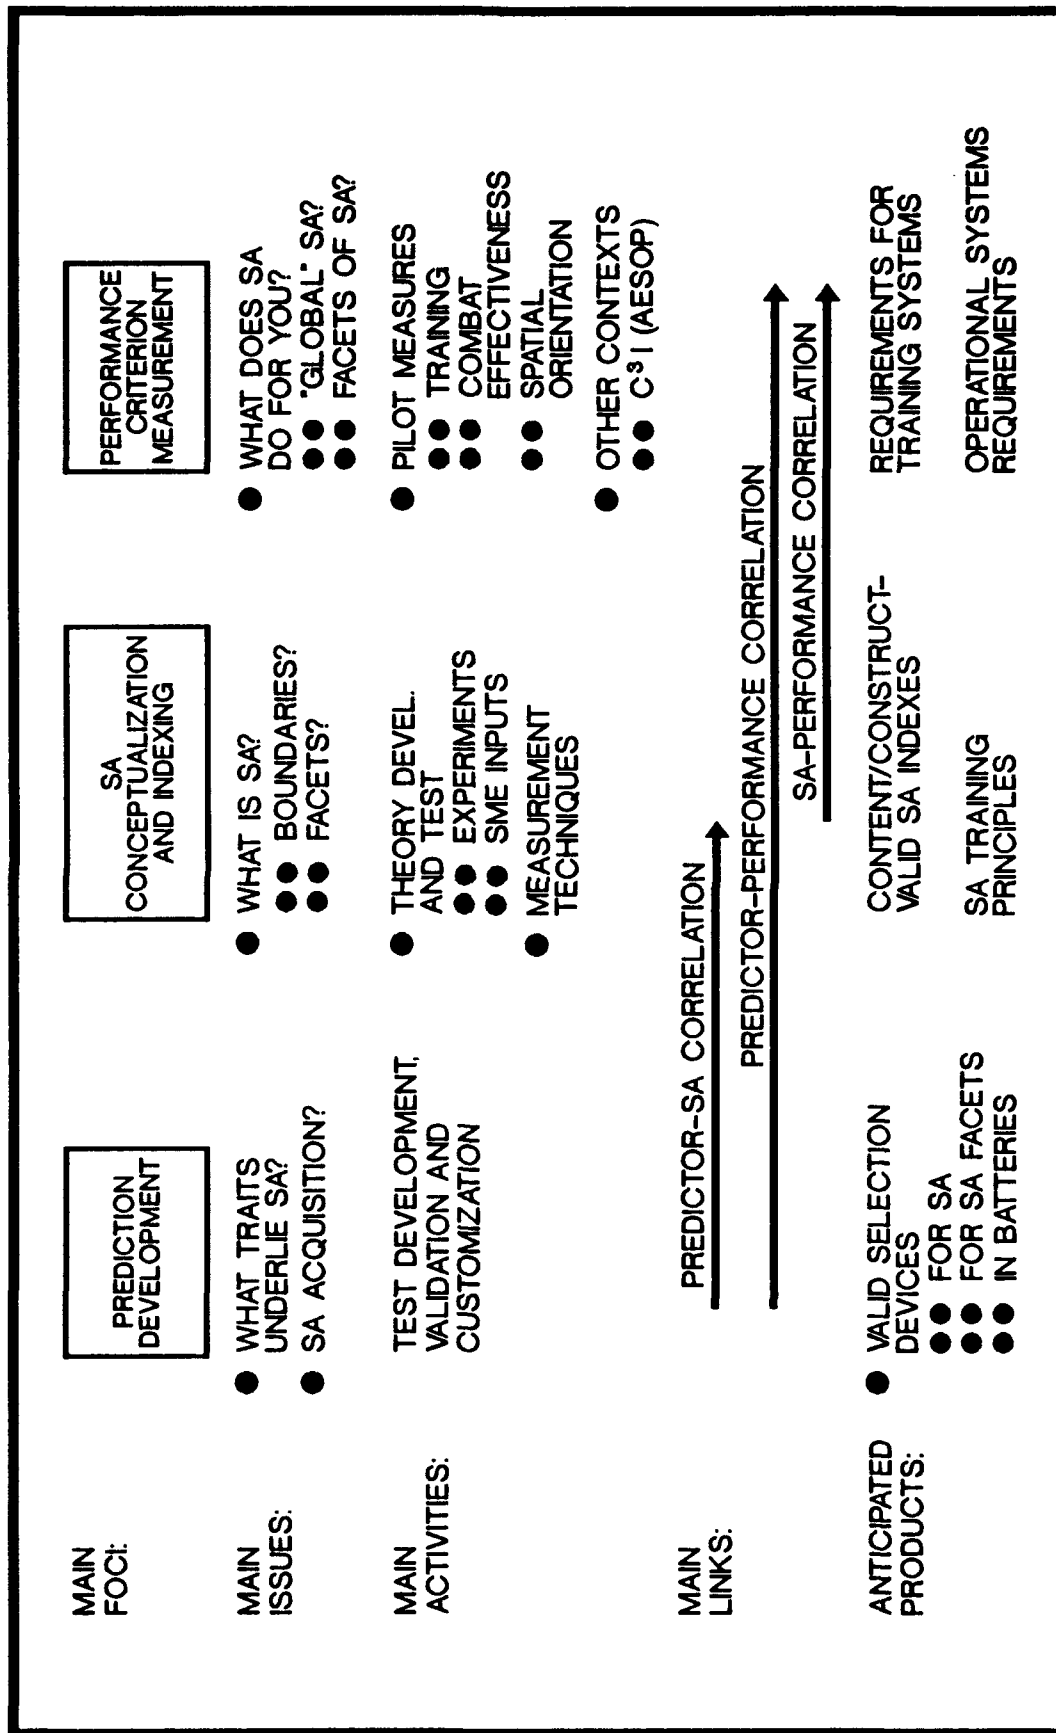 MAIN
FOCI:
PREDICTION
DEVELOPMENT
SA
CONCEPTUALIZATION
AND INDEXING
PERFORMANCE
CRITERION
MEASUREMENT
MAIN
ISSUES:
● WHAT TRAITS
UNDERLIE SA?
● SA ACQUISITION?
● WHAT IS SA?
●● BOUNDARIES?
●● FACETS?
● WHAT DOES SA
DO FOR YOU?
●● "GLOBAL" SA?
●● FACETS OF SA?
MAIN
ACTIVITIES:
TEST DEVELOPMENT,
VALIDATION AND
CUSTOMIZATION
● THEORY DEVEL.
AND TEST
●● EXPERIMENTS
●● SME INPUTS
● MEASUREMENT
TECHNIQUES
● PILOT MEASURES
●● TRAINING
●● COMBAT
EFFECTIVENESS
●● SPATIAL
ORIENTATION
● OTHER CONTEXTS
●● C³I (AESOP)
MAIN
LINKS:
PREDICTOR-SA CORRELATION
PREDICTOR-PERFORMANCE CORRELATION
SA-PERFORMANCE CORRELATION
ANTICIPATED
PRODUCTS:
● VALID SELECTION
DEVICES
●● FOR SA
●● FOR SA FACETS
●● IN BATTERIES
CONTENT/CONSTRUCT-
VALID SA INDEXES
SA TRAINING
PRINCIPLES
REQUIREMENTS FOR
TRAINING SYSTEMS
OPERATIONAL SYSTEMS
REQUIREMENTS